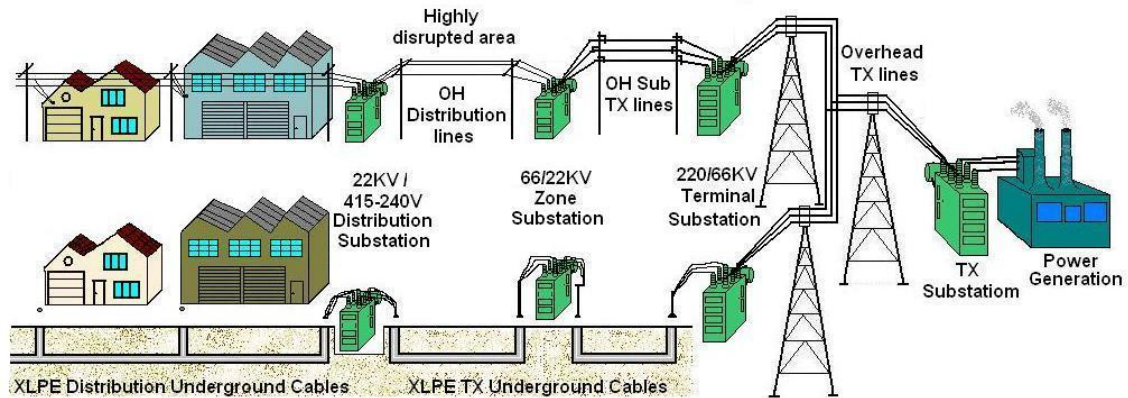 Highly
disrupted area
OH
Distribution
lines
OH Sub
TX lines
Overhead
TX lines
22KV /
415-240V
Distribution
Substation
66/22KV
Zone
Substation
220/66KV
Terminal
Substation
TX
Substatiom
Power
Generation
XLPE Distribution Underground Cables
XLPE TX Underground Cables